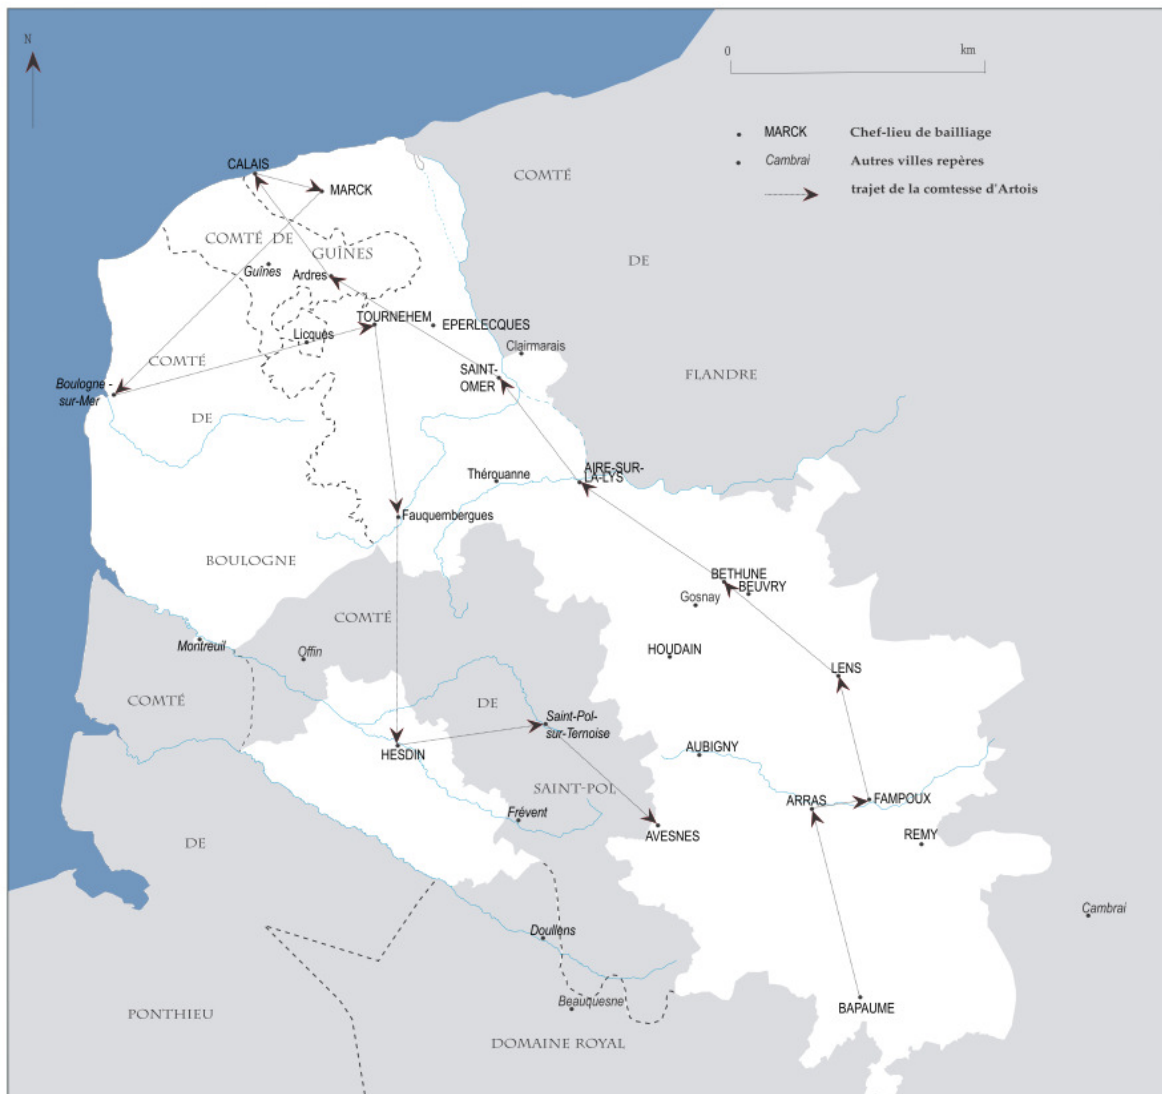 N
0 km
MARCK Chef-lieu de bailliage
Cambrai Autres villes repères
trajet de la comtesse d'Artois
CALAIS
MARCK
COMTÉ
COMTÉ DE
GUÎNES
DE
Guînes
Ardres
TOURNEHEM
EPERLECQUES
Licques
Clairmarais
COMTÉ
SAINT-
OMER
FLANDRE
Boulogne -
sur-Mer
DE
AIRE-SUR-
LA-LYS
Thérouanne
Fauquembergues
BOULOGNE
BETHUNE
BEUVRY
Gosnay
COMTÉ
Montreuil
Offin
HOUDAIN
LENS
COMTÉ
DE
Saint-Pol-
sur-Ternoise
HESDIN
AUBIGNY
SAINT-POL
ARRAS
FAMPOUX
Frévent
AVESNES
REMY
DE
Cambrai
Doullens
Beauquesne
BAPAUME
PONTHIEU
DOMAINE ROYAL